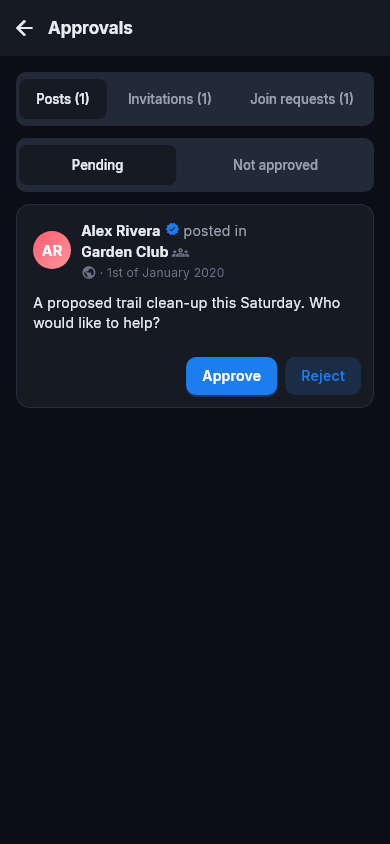 Approvals
Posts (1) Invitations (1) Join requests (1)
Pending Not approved
AR
Alex Rivera posted in
Garden Club
· 1st of January 2020
A proposed trail clean-up this Saturday. Who
would like to help?
Approve Reject